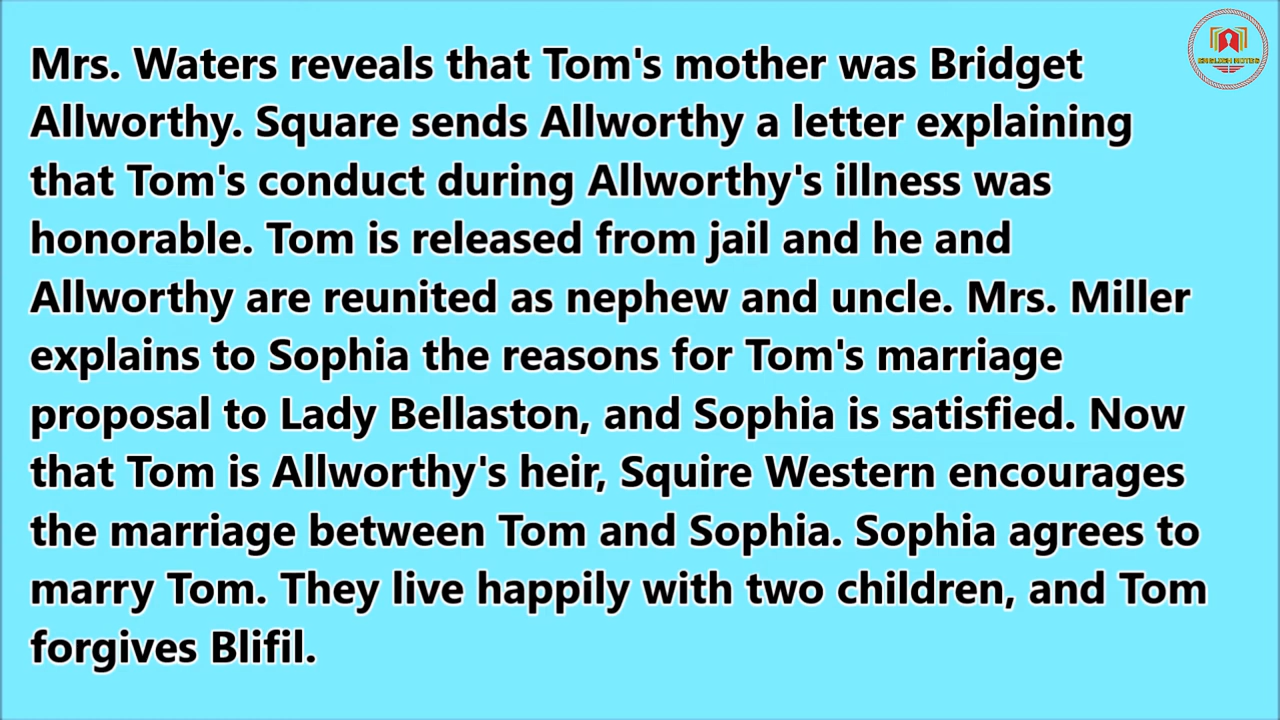 ENGLISH NOTES
Mrs. Waters reveals that Tom's mother was Bridget
Allworthy. Square sends Allworthy a letter explaining
that Tom's conduct during Allworthy's illness was
honorable. Tom is released from jail and he and
Allworthy are reunited as nephew and uncle. Mrs. Miller
explains to Sophia the reasons for Tom's marriage
proposal to Lady Bellaston, and Sophia is satisfied. Now
that Tom is Allworthy's heir, Squire Western encourages
the marriage between Tom and Sophia. Sophia agrees to
marry Tom. They live happily with two children, and Tom
forgives Blifil.